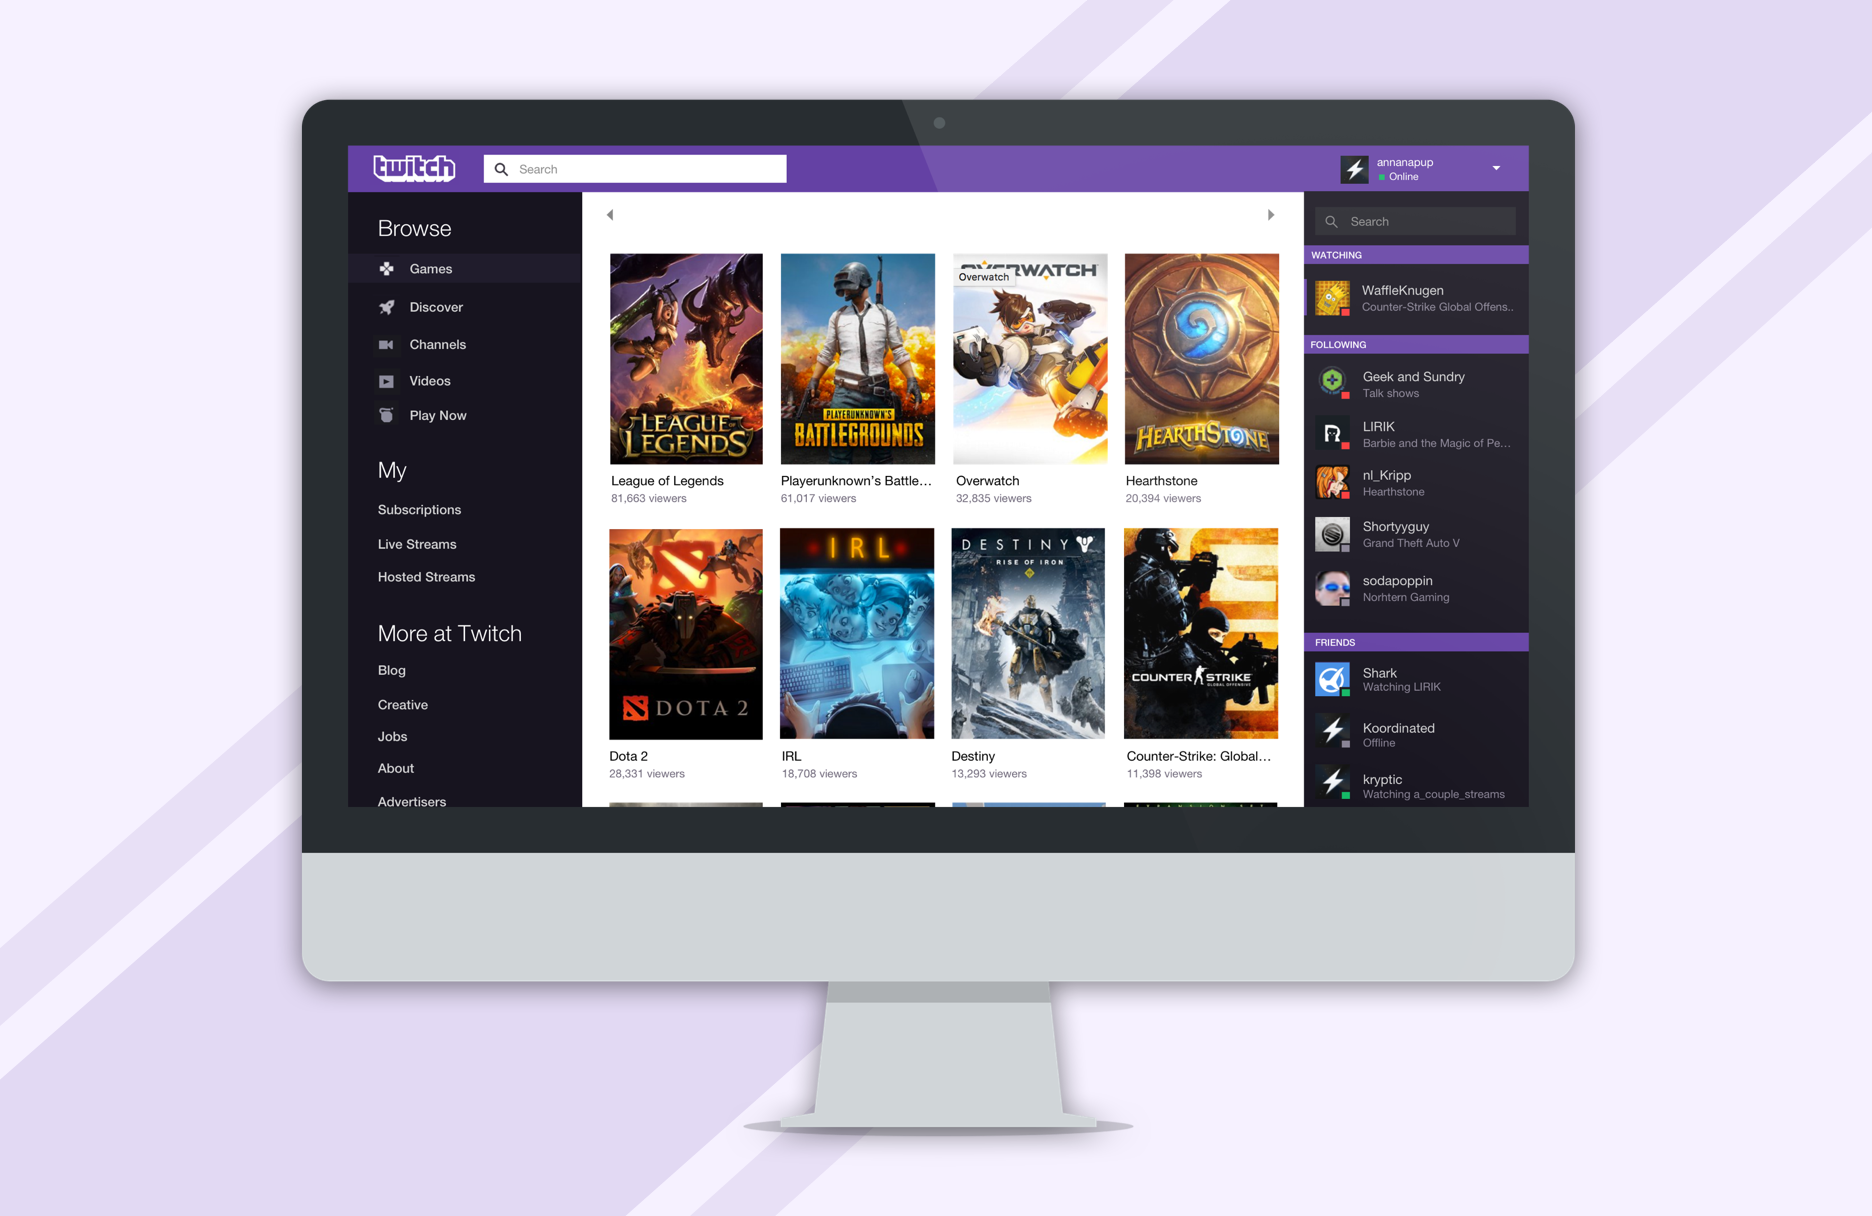 twitch
Search
annanapup
Online
Browse
Games
Discover
Channels
Videos
Play Now
My
Subscriptions
Live Streams
Hosted Streams
More at Twitch
Blog
Creative
Jobs
About
Advertisers
LEAGUE OF
LEGENDS
League of Legends
81,663 viewers
PLAYERUNKNOWN'S
BATTLEGROUNDS
Playerunknown's Battle...
61,017 viewers
OVERWATCH
Overwatch
Overwatch
32,835 viewers
HEARTHSTONE
Hearthstone
20,394 viewers
DOTA 2
Dota 2
28,331 viewers
IRL
IRL
18,708 viewers
DESTINY
RISE OF IRON
Destiny
13,293 viewers
COUNTER STRIKE
GLOBAL OFFENSIVE
Counter-Strike: Global...
11,398 viewers
Search
WATCHING
WaffleKnugen
Counter-Strike Global Offens..
FOLLOWING
Geek and Sundry
Talk shows
LIRIK
Barbie and the Magic of Pe...
nl_Kripp
Hearthstone
Shortyyguy
Grand Theft Auto V
sodapoppin
Norhtern Gaming
FRIENDS
Shark
Watching LIRIK
Koordinated
Offline
kryptic
Watching a_couple_streams